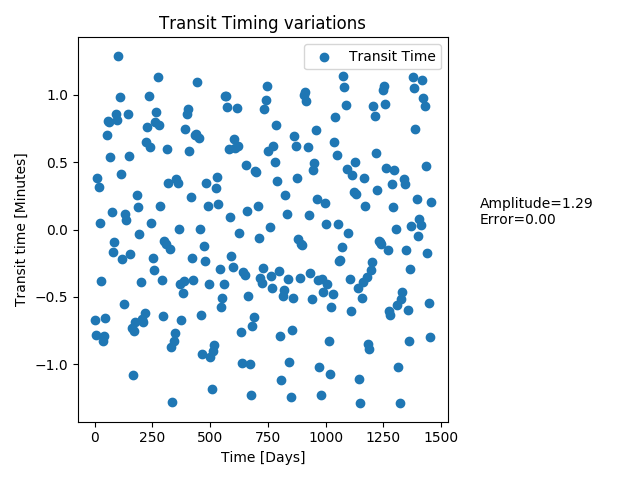 Transit Timing variations
Transit Time
Transit time [Minutes]
1.0
0.5
0.0
−0.5
−1.0
0
250
500
750
1000
1250
1500
Time [Days]
Amplitude=1.29
Error=0.00